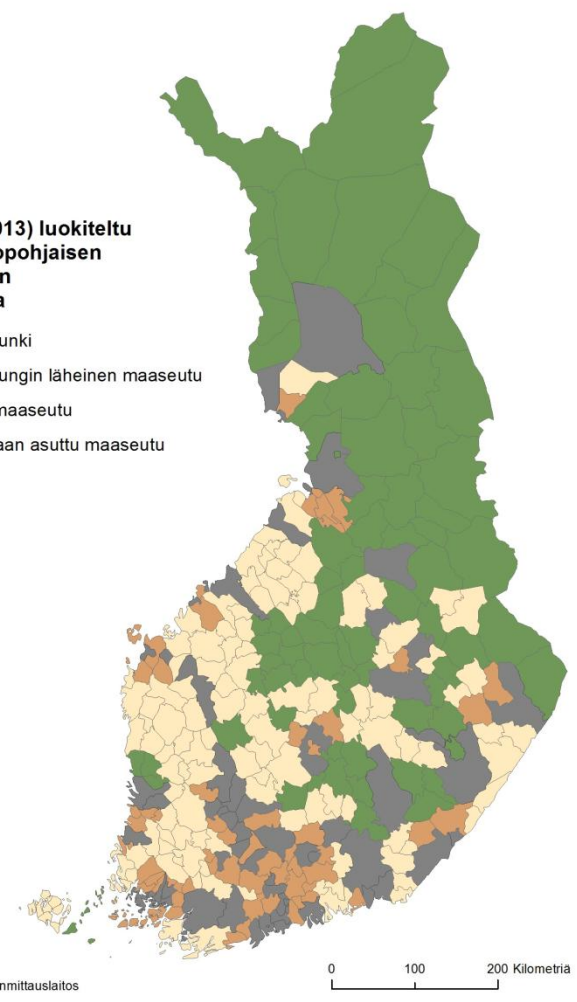 013) luokiteltu
opohjaisen
n
a
unki
ungin läheinen maaseutu
maaseutu
aan asuttu maaseutu
nmittauslaitos
0 100 200 Kilometriä